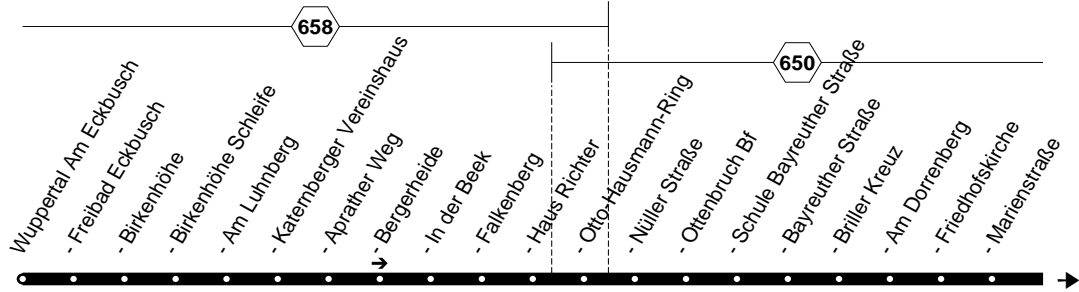 658
650
Wuppertal Am Eckbusch
- Freibad Eckbusch
- Birkenhöhe
- Birkenhöhe Schleife
- Am Luhnberg
- Katernberger Vereinshaus
- Aprather Weg
- Bergerheide
- In der Beek
- Falkenberg
- Haus Richter
- Otto-Hausmann-Ring
- Nüller Straße
- Ottenbruch Bf
- Schule Bayreuther Straße
- Bayreuther Straße
- Briller Kreuz
- Am Dorrenberg
- Friedhofskirche
- Marienstraße